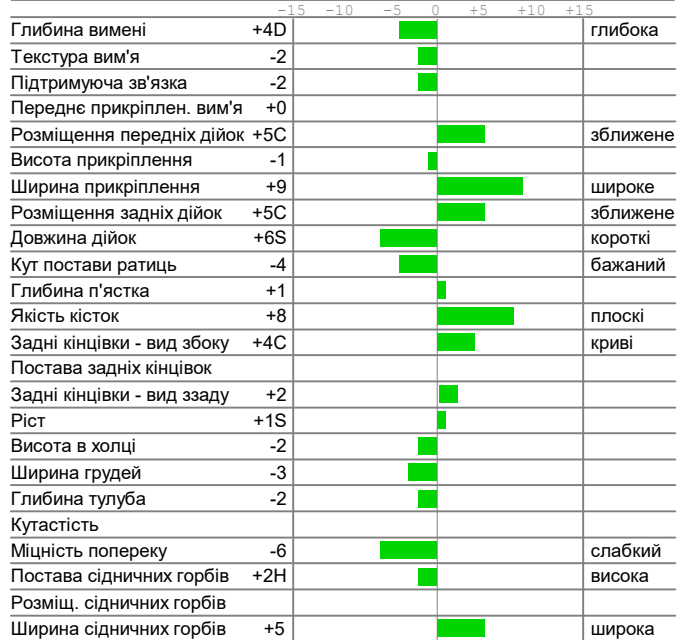 -15 -10 -5 0 +5 +10 +15
Глибина вимені +4D глибока
Текстура вим'я -2
Підтримуюча зв'язка -2
Переднє прикріплен. вим'я +0
Розміщення передніх дійок +5C зближене
Висота прикріплення -1
Ширина прикріплення +9 широке
Розміщення задніх дійок +5C зближене
Довжина дійок +6S короткі
Кут постави ратиць -4 бажаний
Глибина п'ястка +1
Якість кісток +8 плоскі
Задні кінцівки - вид збоку +4C криві
Постава задніх кінцівок
Задні кінцівки - вид ззаду +2
Ріст +1S
Висота в холці -2
Ширина грудей -3
Глибина тулуба -2
Кутастість
Міцність попереку -6 слабкий
Постава сідничних горбів +2H висока
Розміщ. сідничних горбів
Ширина сідничних горбів +5 широка